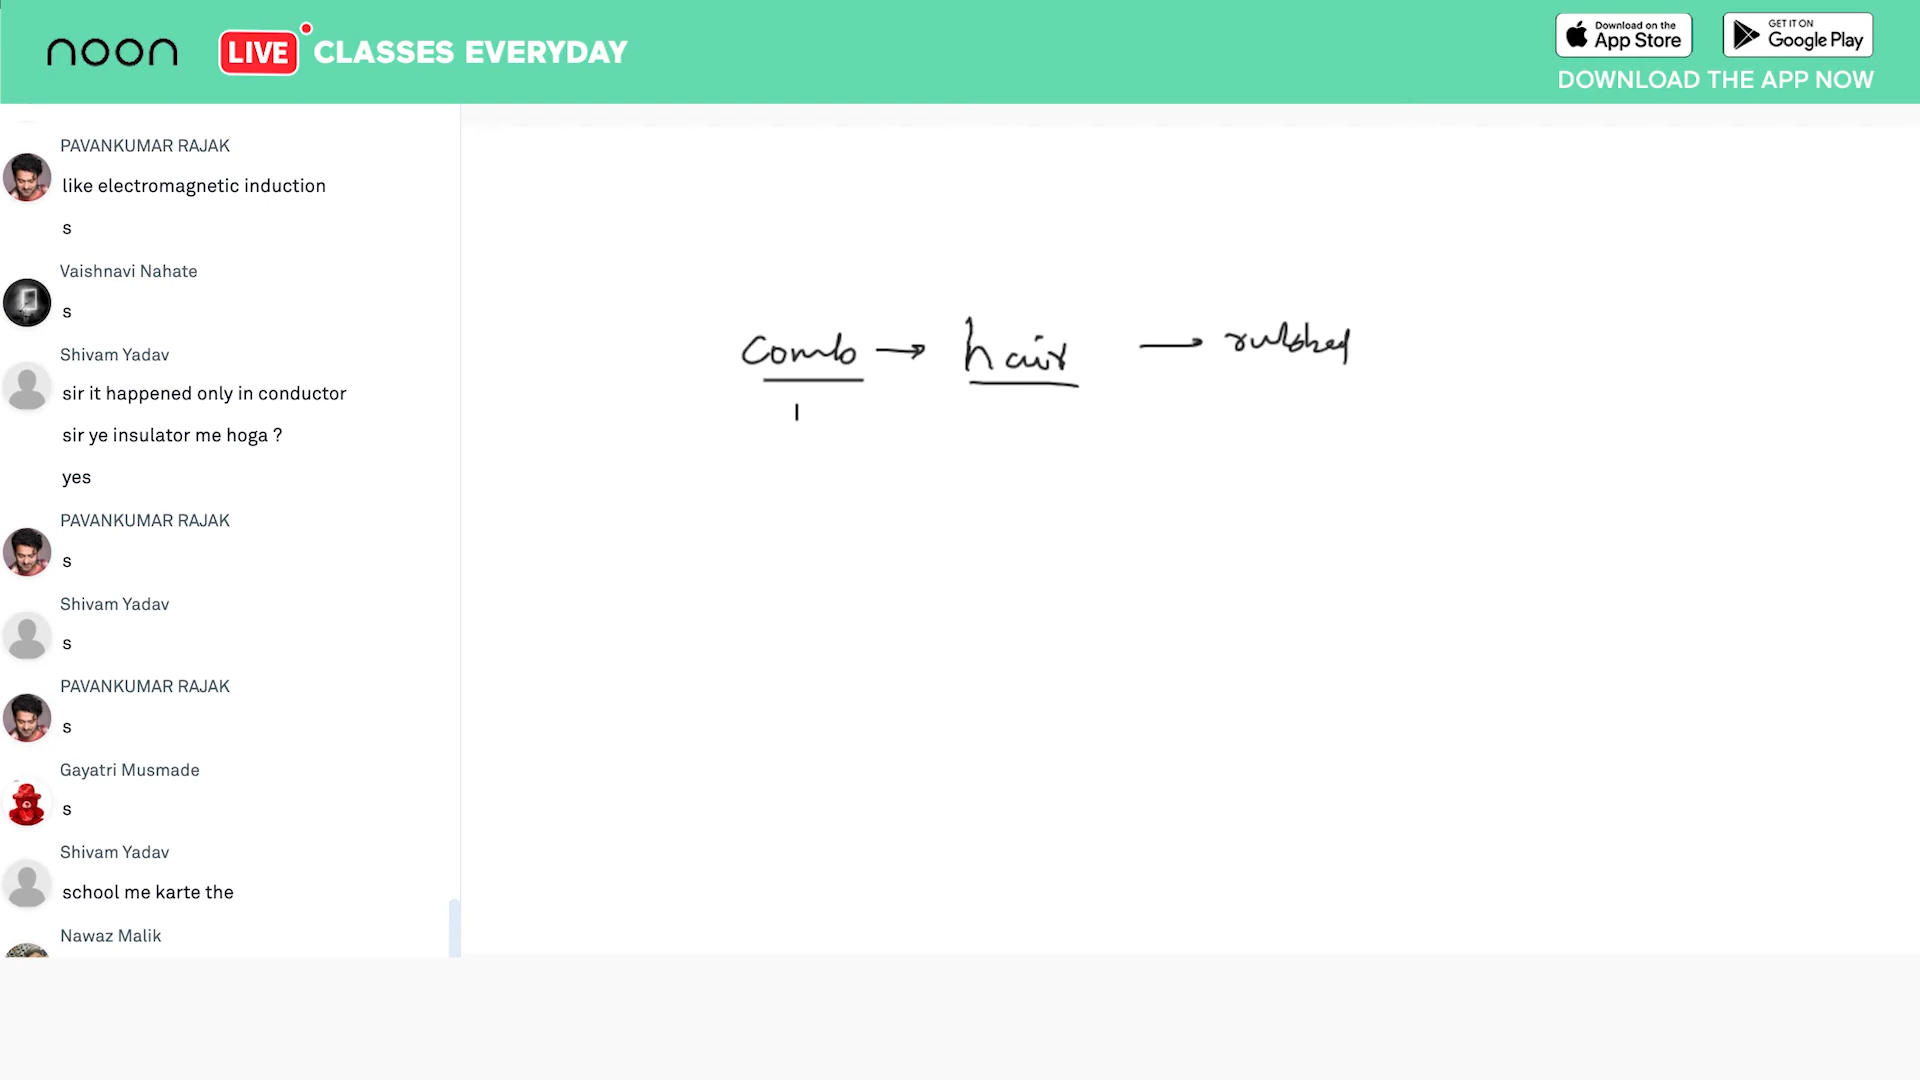 noon LIVE CLASSES EVERYDAY
Download on the App Store
GET IT ON Google Play
DOWNLOAD THE APP NOW
PAVANKUMAR RAJAK
like electromagnetic induction
s
Vaishnavi Nahate
s
Shivam Yadav
sir it happened only in conductor
sir ye insulator me hoga ?
yes
PAVANKUMAR RAJAK
s
Shivam Yadav
s
PAVANKUMAR RAJAK
s
Gayatri Musmade
s
Shivam Yadav
school me karte the
Nawaz Malik
comb → hair → rubbed